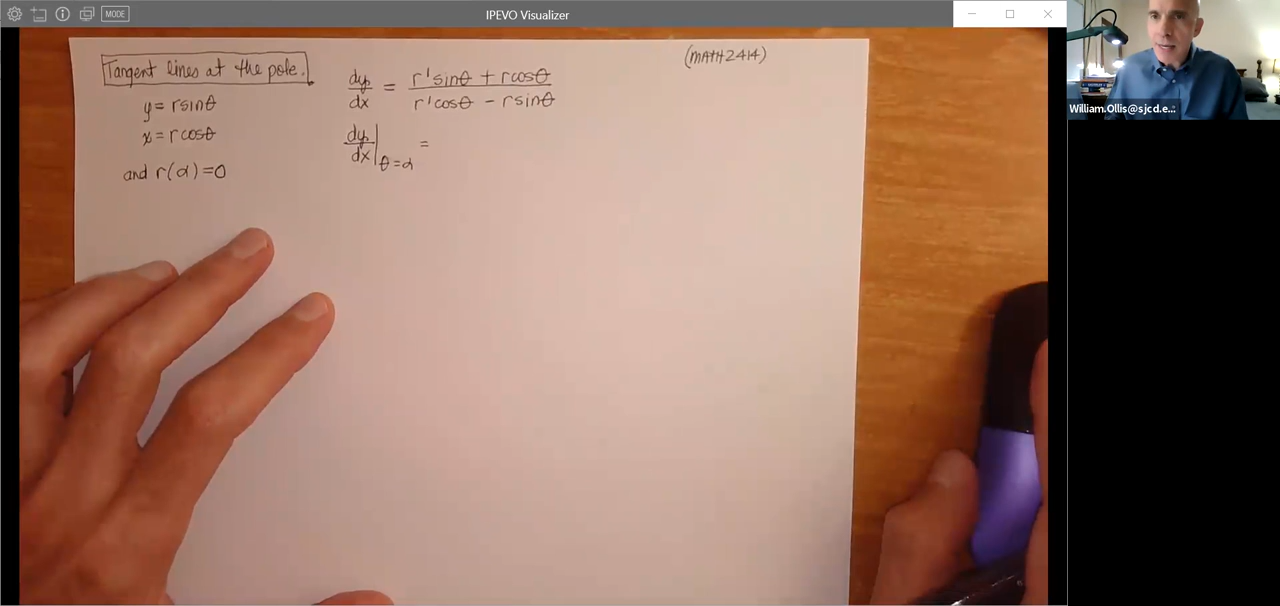 MODE
IPEVO Visualizer
(MATH2414)
Tangent lines at the pole.
y = r sinθ
x = r cosθ
and r(α) = 0
dy/dx = (r' sinθ + r cosθ)/(r' cosθ - r sinθ)
dy/dx|θ=α =
William.Ollis@sjcd.e...